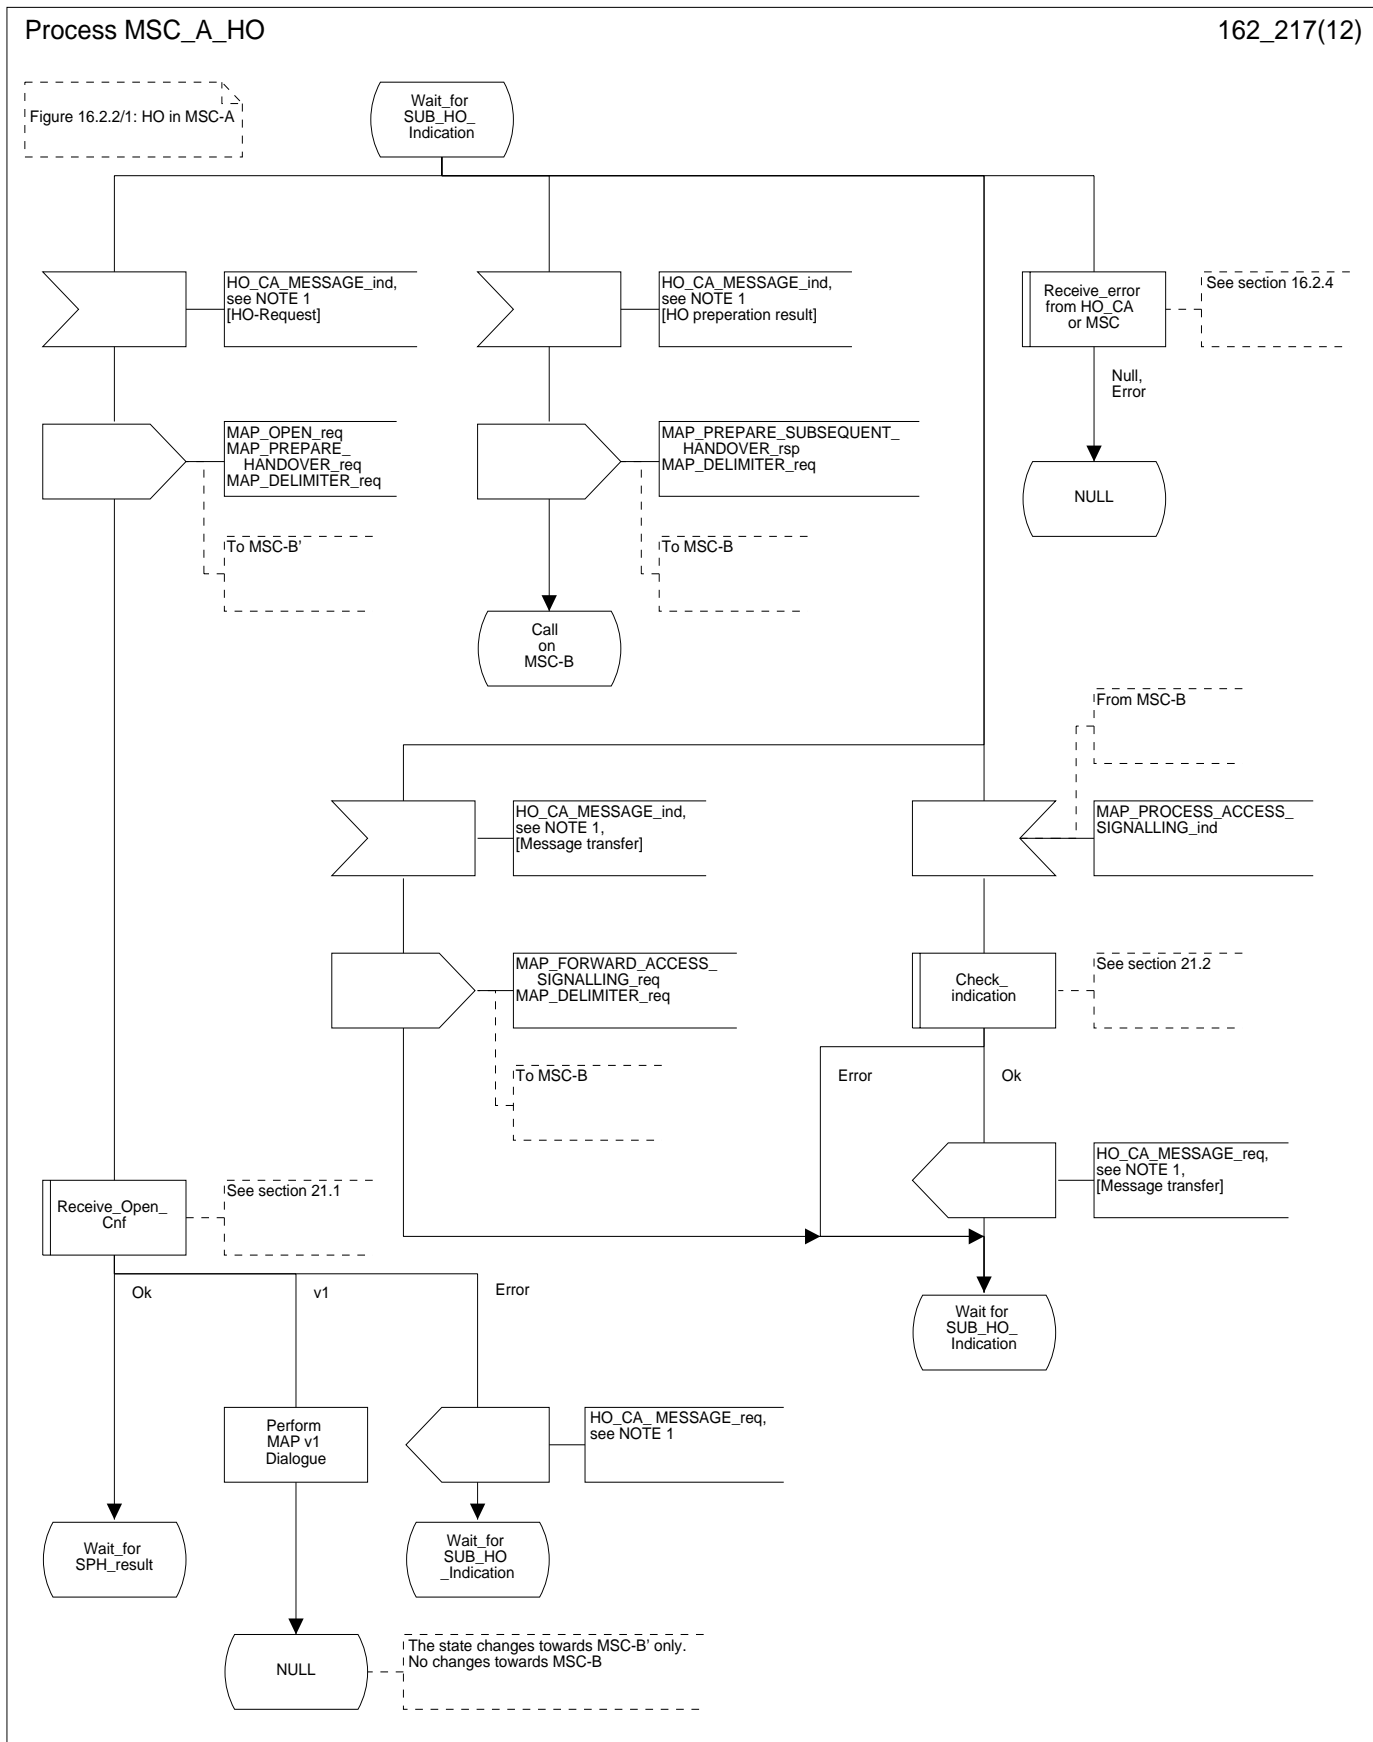 Process MSC_A_HO
162_217(12)
Figure 16.2.2/1: HO in MSC-A
Wait_for
SUB_HO_
Indication
HO_CA_MESSAGE_ind,
see NOTE 1
[HO-Request]
HO_CA_MESSAGE_ind,
see NOTE 1
[HO preperation result]
Receive_error
from HO_CA
or MSC
See section 16.2.4
Null,
Error
MAP_OPEN_req
MAP_PREPARE_
HANDOVER_req
MAP_DELIMITER_req
MAP_PREPARE_SUBSEQUENT_
HANDOVER_rsp
MAP_DELIMITER_req
NULL
To MSC-B'
To MSC-B
Call
on
MSC-B
From MSC-B
HO_CA_MESSAGE_ind,
see NOTE 1,
[Message transfer]
MAP_PROCESS_ACCESS_
SIGNALLING_ind
MAP_FORWARD_ACCESS_
SIGNALLING_req
MAP_DELIMITER_req
Check_
indication
See section 21.2
To MSC-B
Error
Ok
HO_CA_MESSAGE_req,
see NOTE 1,
[Message transfer]
Receive_Open_
Cnf
See section 21.1
Ok
v1
Error
Wait for
SUB_HO_
Indication
Perform
MAP v1
Dialogue
HO_CA_ MESSAGE_req,
see NOTE 1
Wait_for
SPH_result
Wait_for
SUB_HO
_Indication
NULL
The state changes towards MSC-B' only.
No changes towards MSC-B